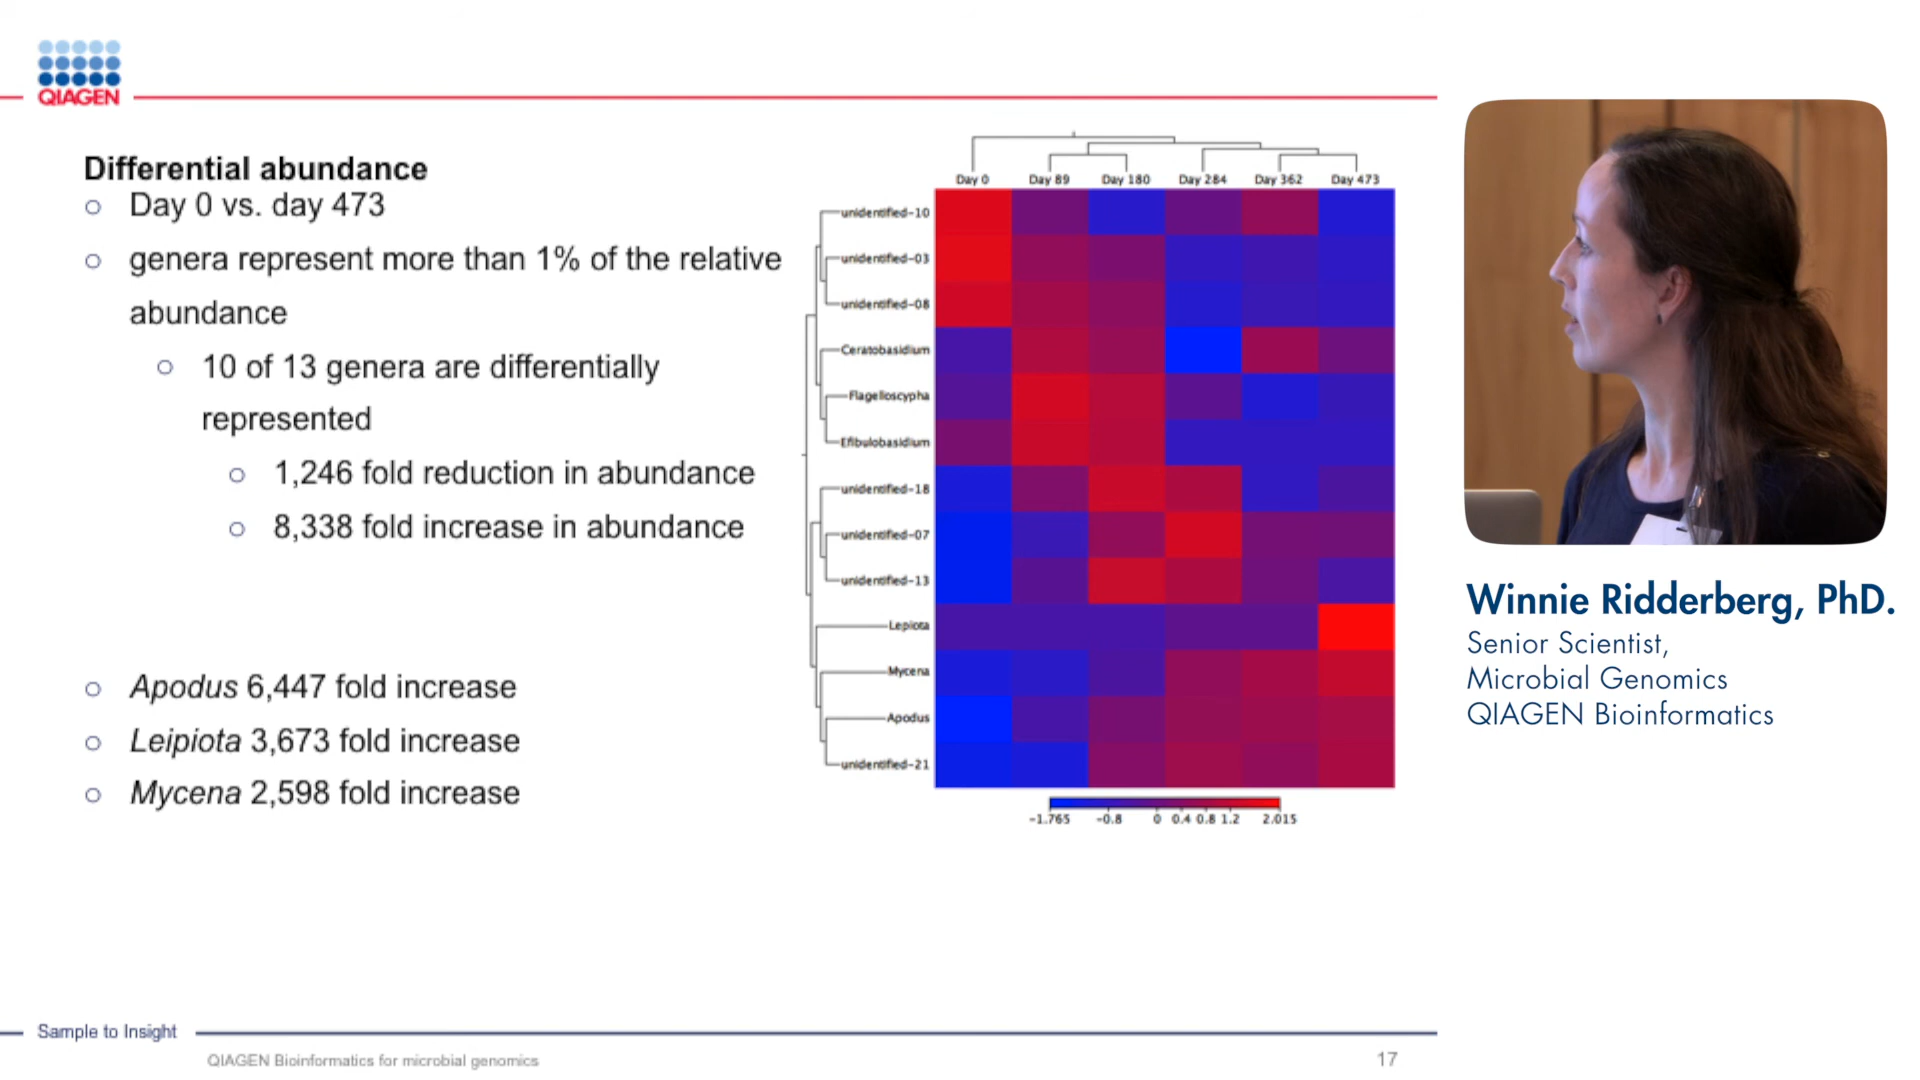 QIAGEN
Differential abundance
Day 0 vs. day 473
genera represent more than 1% of the relative
abundance
10 of 13 genera are differentially
represented
1,246 fold reduction in abundance
8,338 fold increase in abundance
Apodus 6,447 fold increase
Leipiota 3,673 fold increase
Mycena 2,598 fold increase
Day 0 Day 89 Day 180 Day 284 Day 362 Day 473
unidentified-10
unidentified-03
unidentified-08
Ceratobasidium
Flagelloscypha
Efibulobasidium
unidentified-18
unidentified-07
unidentified-13
Lepiota
Mycena
Apodus
unidentified-21
-1.765 -0.8 0 0.4 0.8 1.2 2.015
Winnie Ridderberg, PhD.
Senior Scientist,
Microbial Genomics
QIAGEN Bioinformatics
Sample to Insight
QIAGEN Bioinformatics for microbial genomics
17